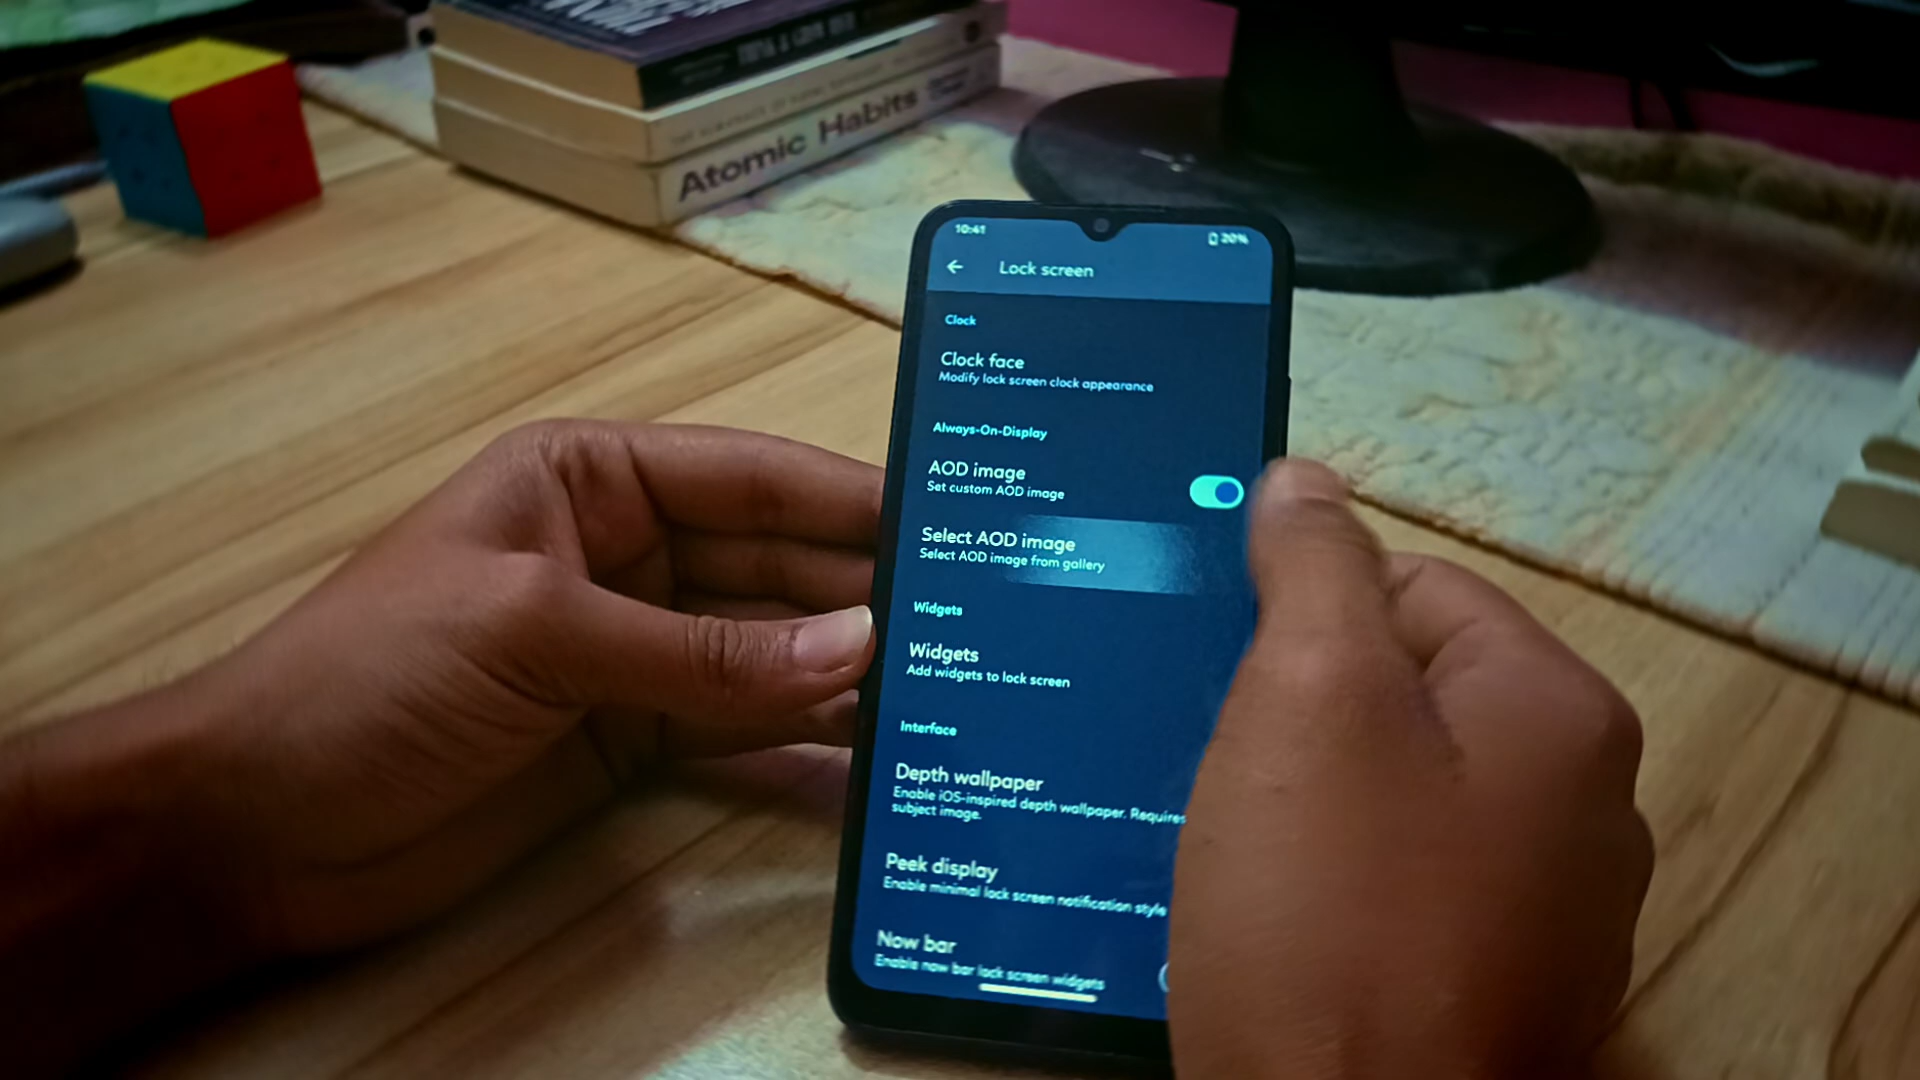 Atomic Habits
10:41
20%
Lock screen
Clock
Clock face
Modify lock screen clock appearance
Always-On-Display
AOD image
Set custom AOD image
Select AOD image
Select AOD image from gallery
Widgets
Widgets
Add widgets to lock screen
Interface
Depth wallpaper
Enable iOS-inspired depth wallpaper. Requires
subject image.
Peek display
Enable minimal lock screen notification style
Now bar
Enable now bar lock screen widgets